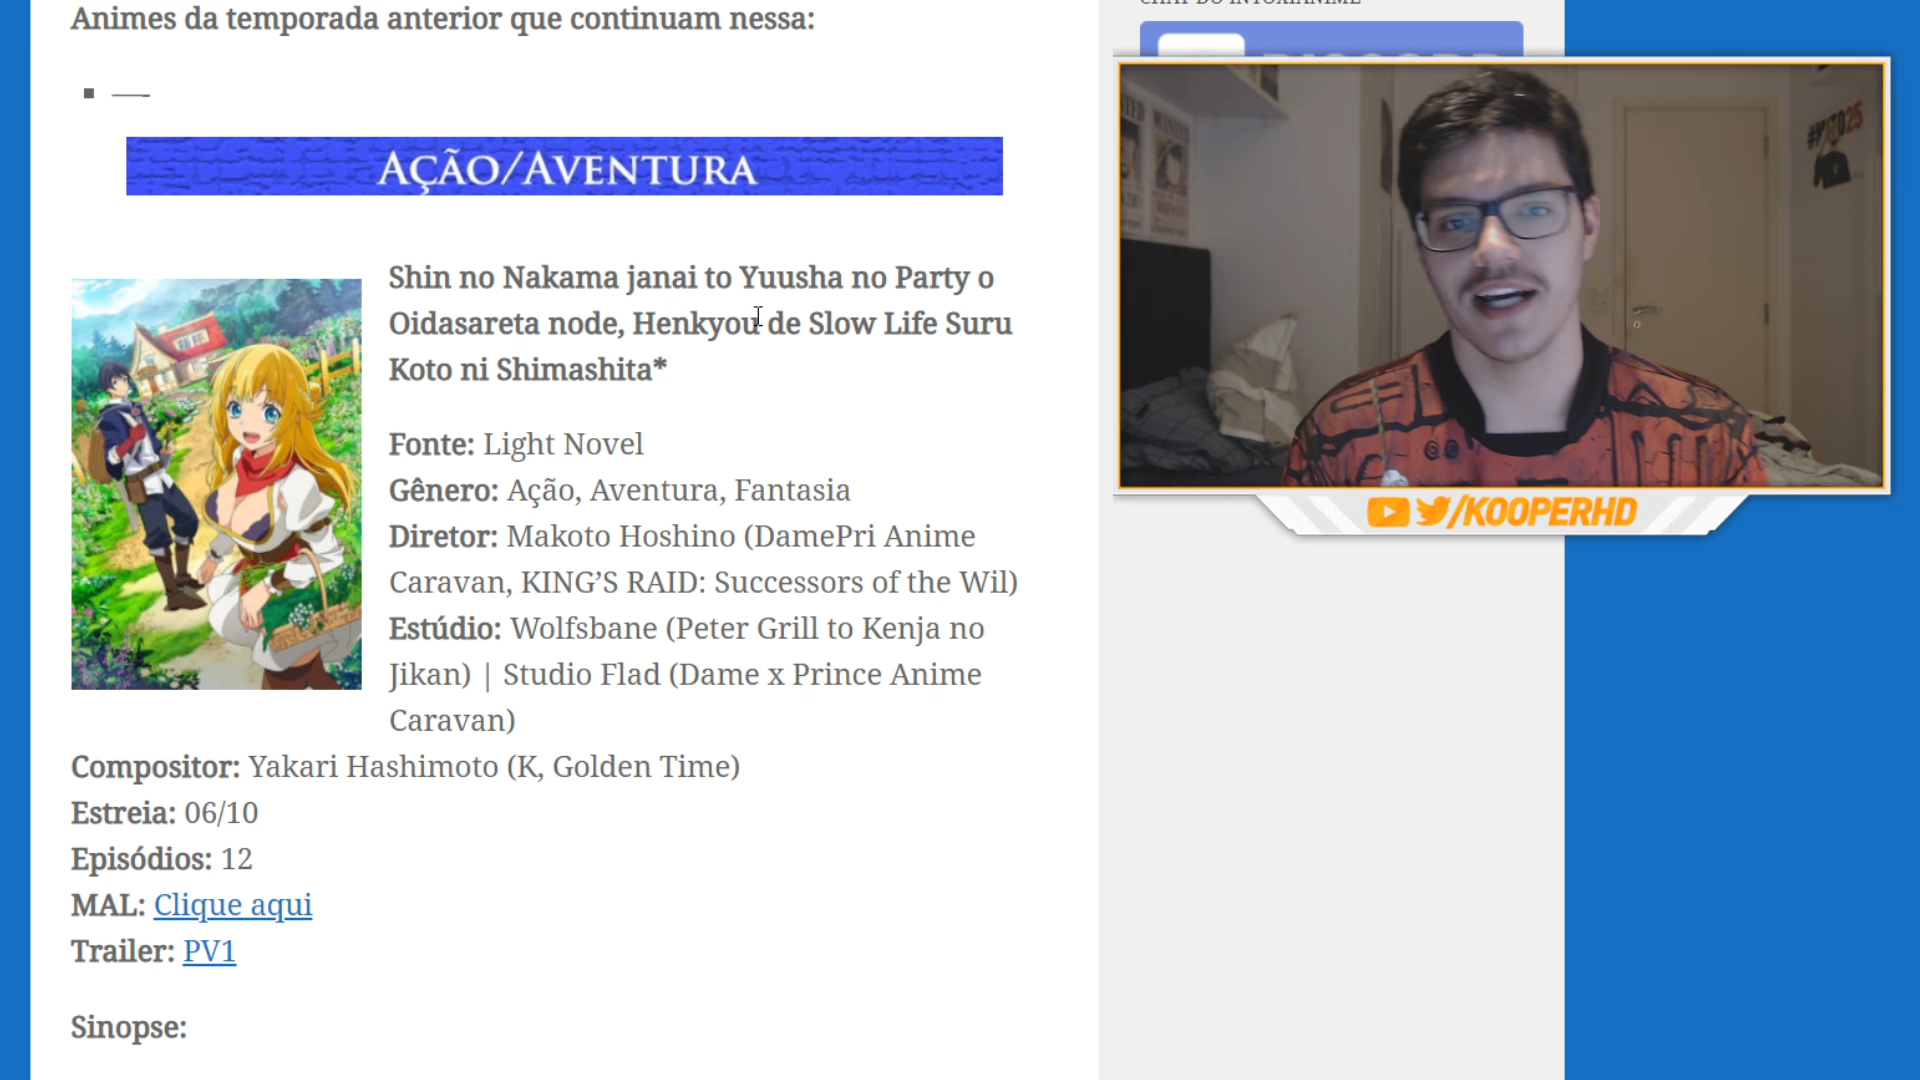 Animes da temporada anterior que continuam nessa:
AÇÃO/AVENTURA
Shin no Nakama janai to Yuusha no Party o
Oidasareta node, Henkyou de Slow Life Suru
Koto ni Shimashita*
Fonte: Light Novel
Gênero: Ação, Aventura, Fantasia
Diretor: Makoto Hoshino (DamePri Anime
Caravan, KING’S RAID: Successors of the Wil)
Estúdio: Wolfsbane (Peter Grill to Kenja no
Jikan) | Studio Flad (Dame x Prince Anime
Caravan)
Compositor: Yakari Hashimoto (K, Golden Time)
Estreia: 06/10
Episódios: 12
MAL: Clique aqui
Trailer: PV1
Sinopse:
CHAT DO INTOXIANIME
DISCORD
WANTED
/KOOPERHD